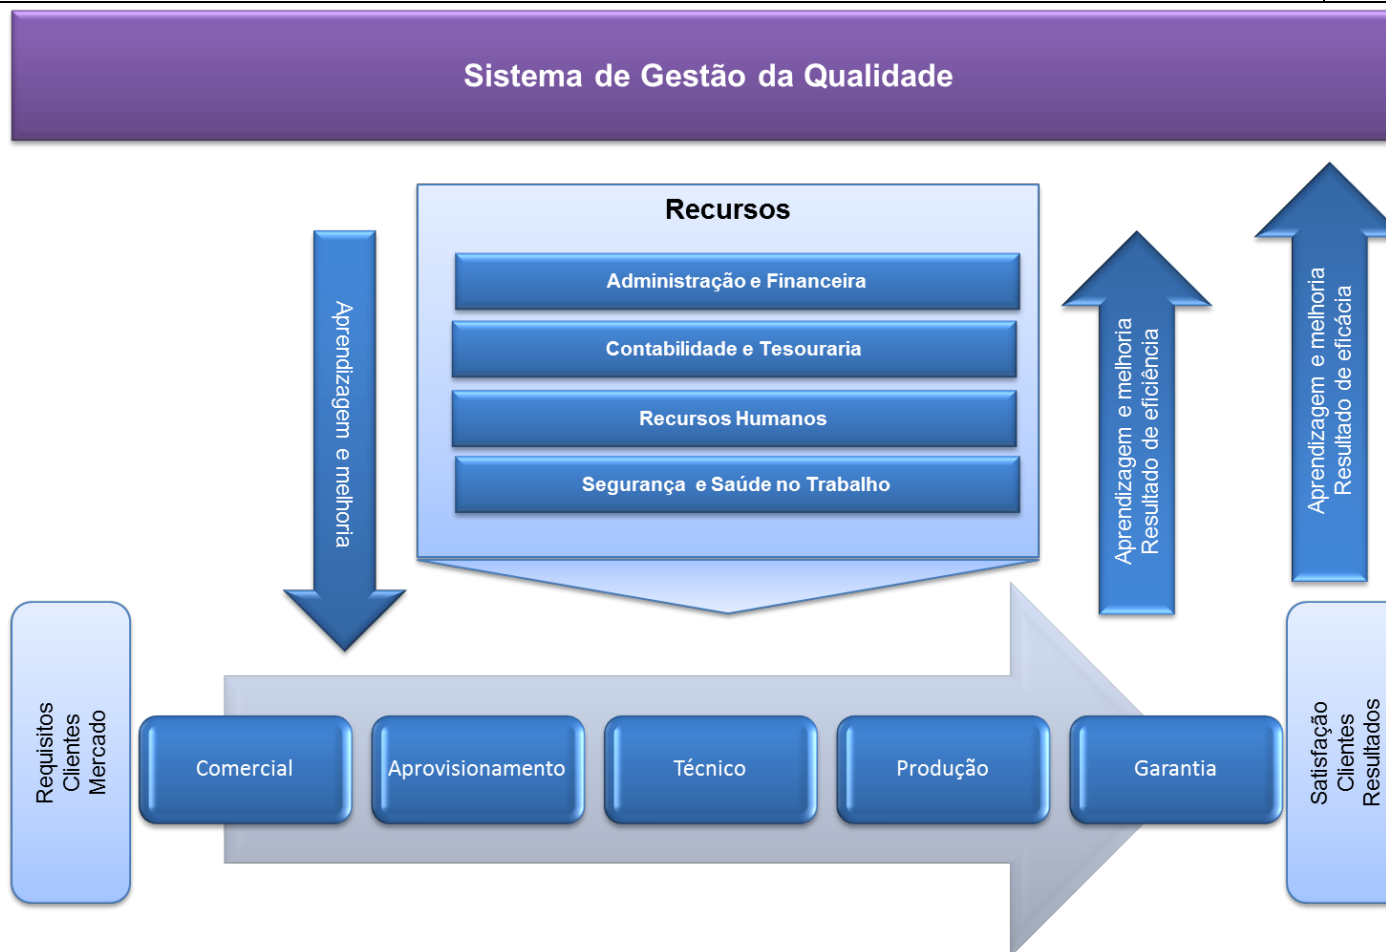 Sistema de Gestão da Qualidade
Recursos
Administração e Financeira
Contabilidade e Tesouraria
Recursos Humanos
Segurança e Saúde no Trabalho
Aprendizagem e melhoria
Aprendizagem e melhoria
Resultado de eficiência
Aprendizagem e melhoria
Resultado de eficácia
Requisitos
Clientes
Mercado
Comercial
Aprovisionamento
Técnico
Produção
Garantia
Satisfação
Clientes
Resultados